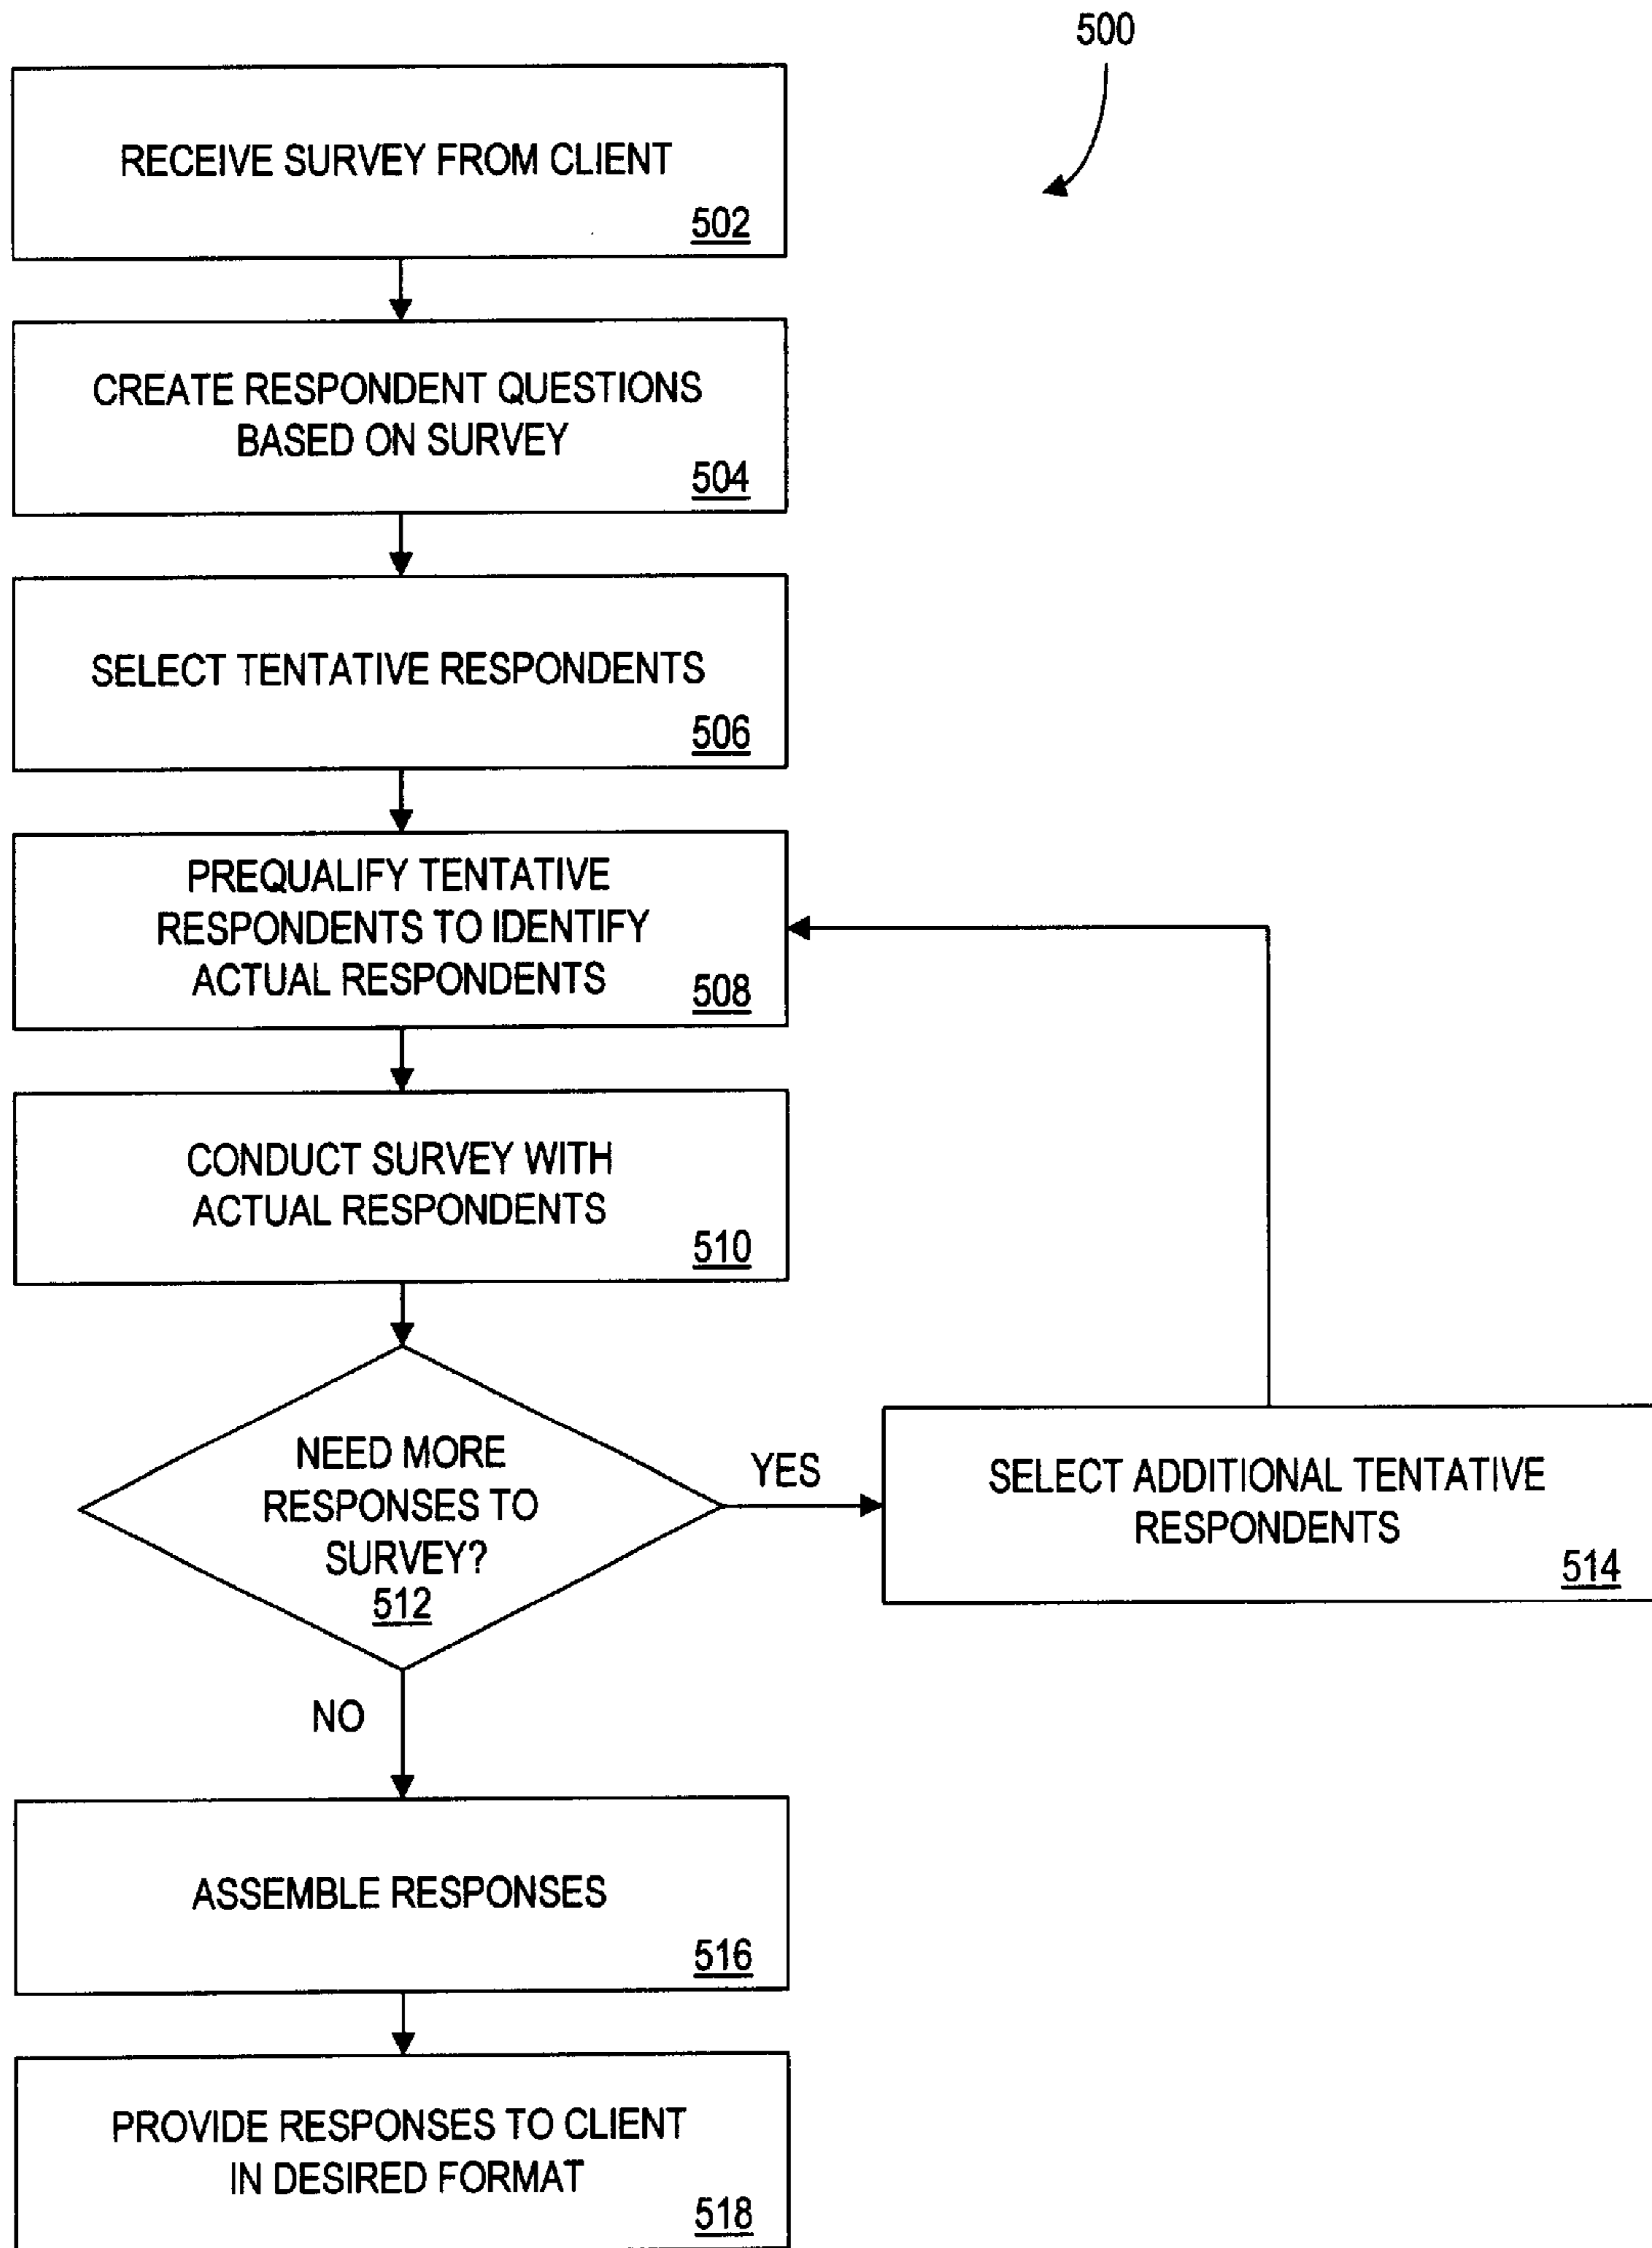 500
RECEIVE SURVEY FROM CLIENT
502
CREATE RESPONDENT QUESTIONS
BASED ON SURVEY
504
SELECT TENTATIVE RESPONDENTS
506
PREQUALIFY TENTATIVE
RESPONDENTS TO IDENTIFY
ACTUAL RESPONDENTS
508
CONDUCT SURVEY WITH
ACTUAL RESPONDENTS
510
NEED MORE
RESPONSES TO
SURVEY?
512
YES
SELECT ADDITIONAL TENTATIVE
RESPONDENTS
514
NO
ASSEMBLE RESPONSES
516
PROVIDE RESPONSES TO CLIENT
IN DESIRED FORMAT
518